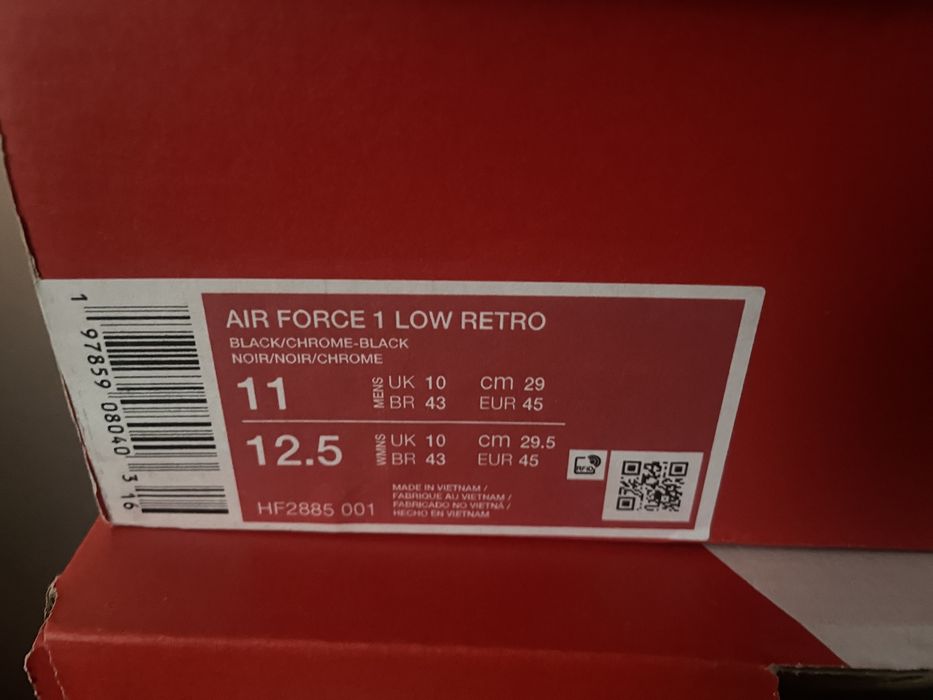 AIR FORCE 1 LOW RETRO
BLACK/CHROME-BLACK
NOIR/NOIR/CHROME
11 MENS UK 10 cm 29
BR 43 EUR 45
12.5 WMNS UK 10 cm 29.5
BR 43 EUR 45
HF2885 001
MADE IN VIETNAM /
FABRIQUE AU VIETNAM /
FABRICADO NO VIETNÃ /
HECHO EN VIETNAM
RFID
1 97859 08040 3 16